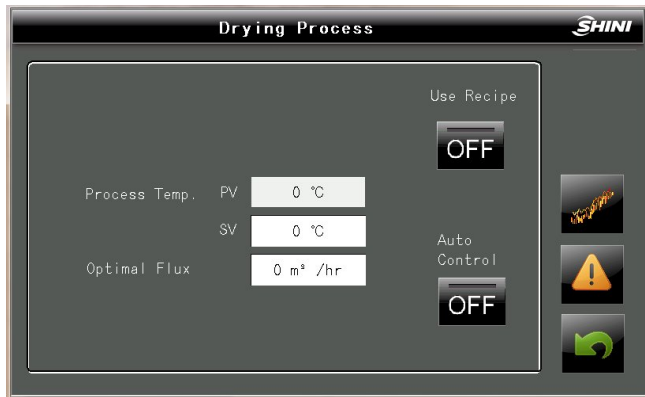 Drying Process
SHINI
Use Recipe
OFF
Process Temp. PV 0 ℃
SV 0 ℃
Auto
Control
Optimal Flux 0 m³ /hr
OFF